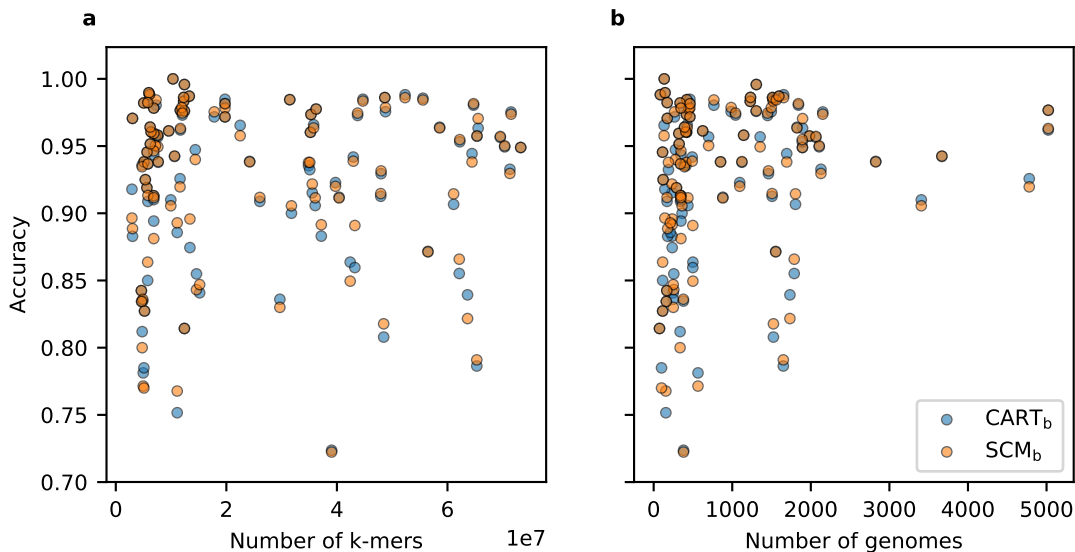 a
b
1.00
0.95
0.90
0.85
0.80
0.75
0.70
Accuracy
0
2
4
6
1e7
Number of k-mers
0
1000
2000
3000
4000
5000
Number of genomes
CART_b
SCM_b